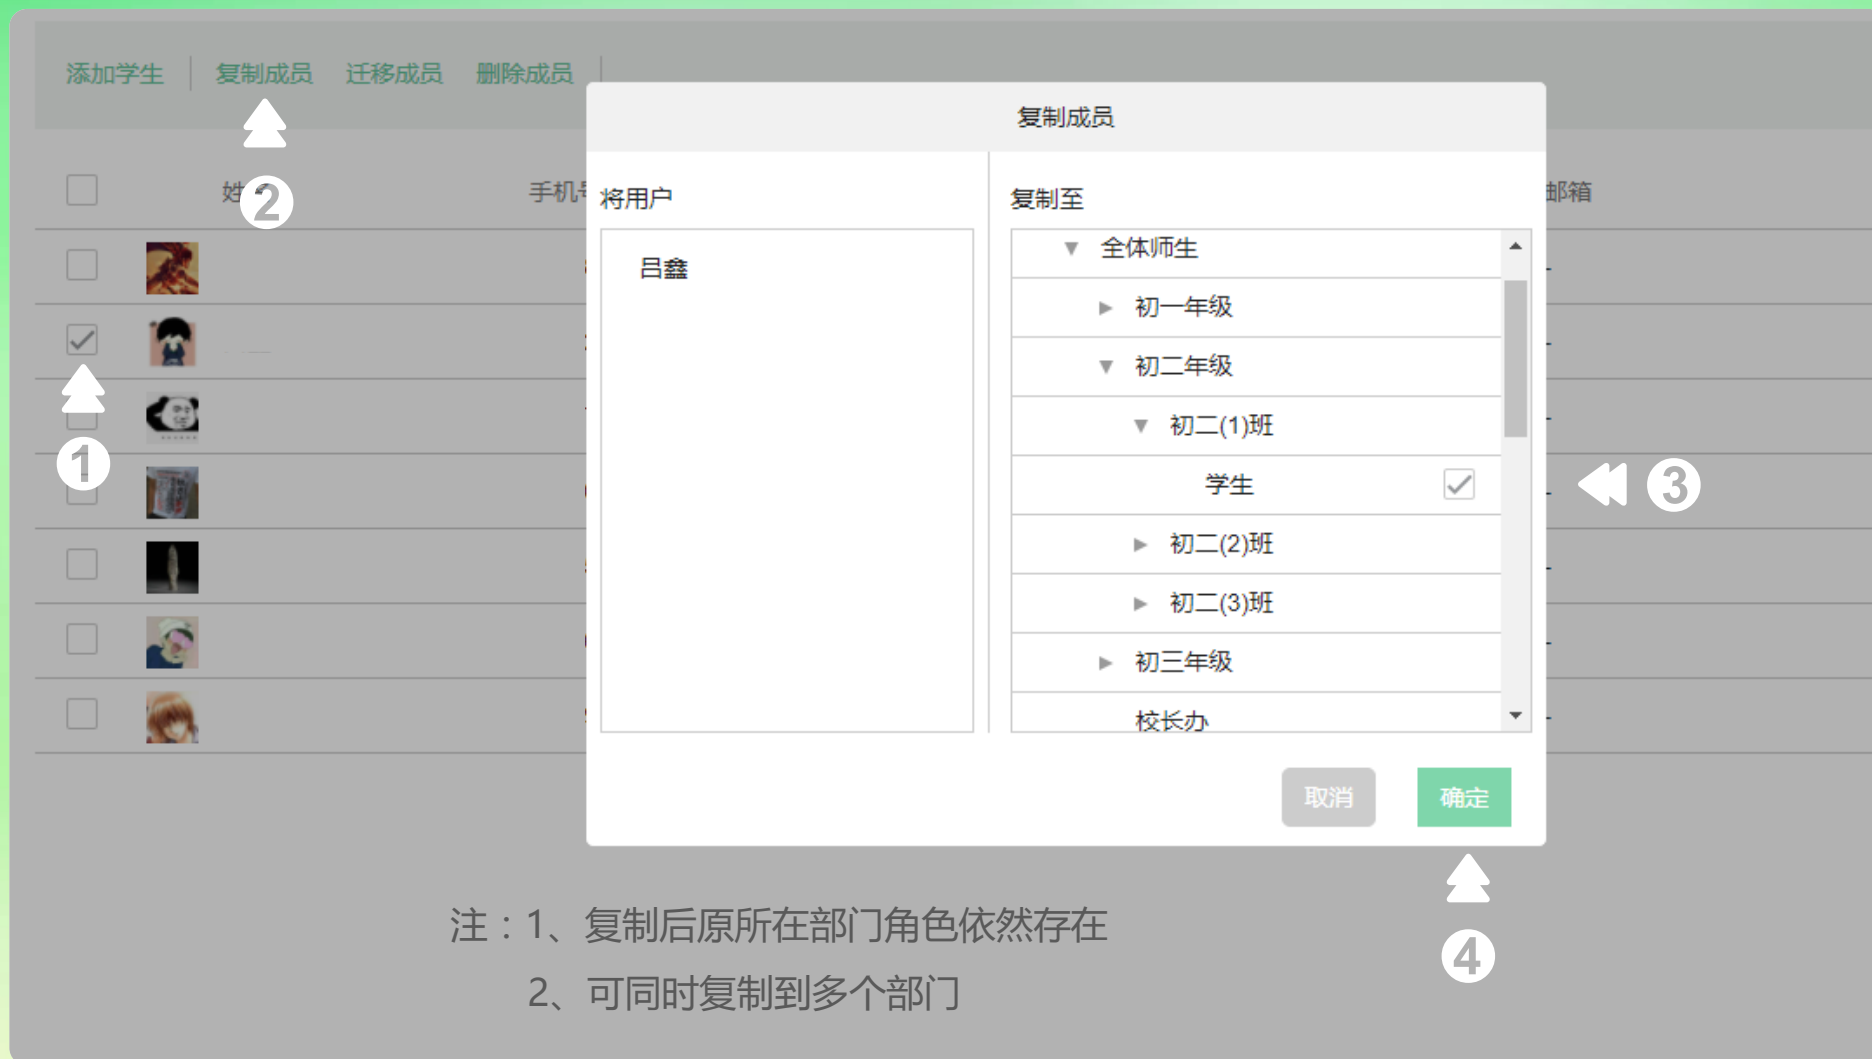 添加学生 复制成员 迁移成员 删除成员
复制成员
2
手机号
邮箱
将用户
复制至
吕鑫
全体师生
初一年级
初二年级
初二(1)班
1
学生
3
初二(2)班
初二(3)班
初三年级
校长办
取消 确定
注：1、复制后原所在部门角色依然存在
4
2、可同时复制到多个部门